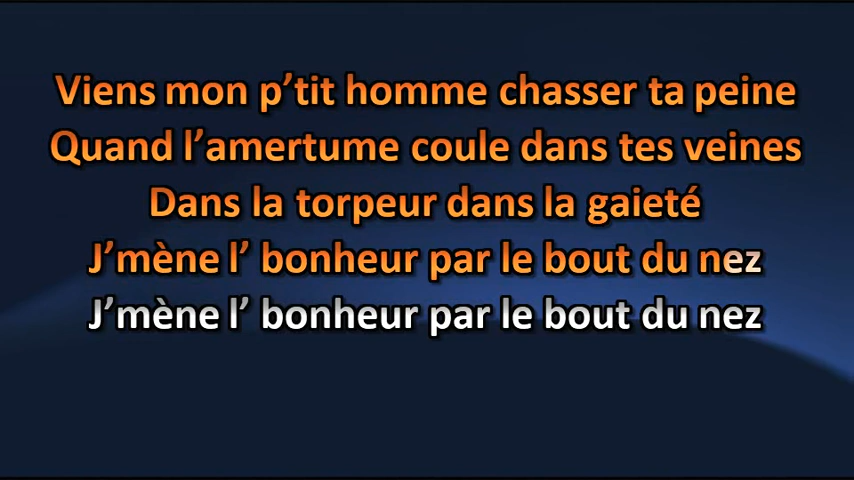 Viens mon p’tit homme chasser ta peine
Quand l’amertume coule dans tes veines
Dans la torpeur dans la gaieté
J’mène l’ bonheur par le bout du nez
J’mène l’ bonheur par le bout du nez